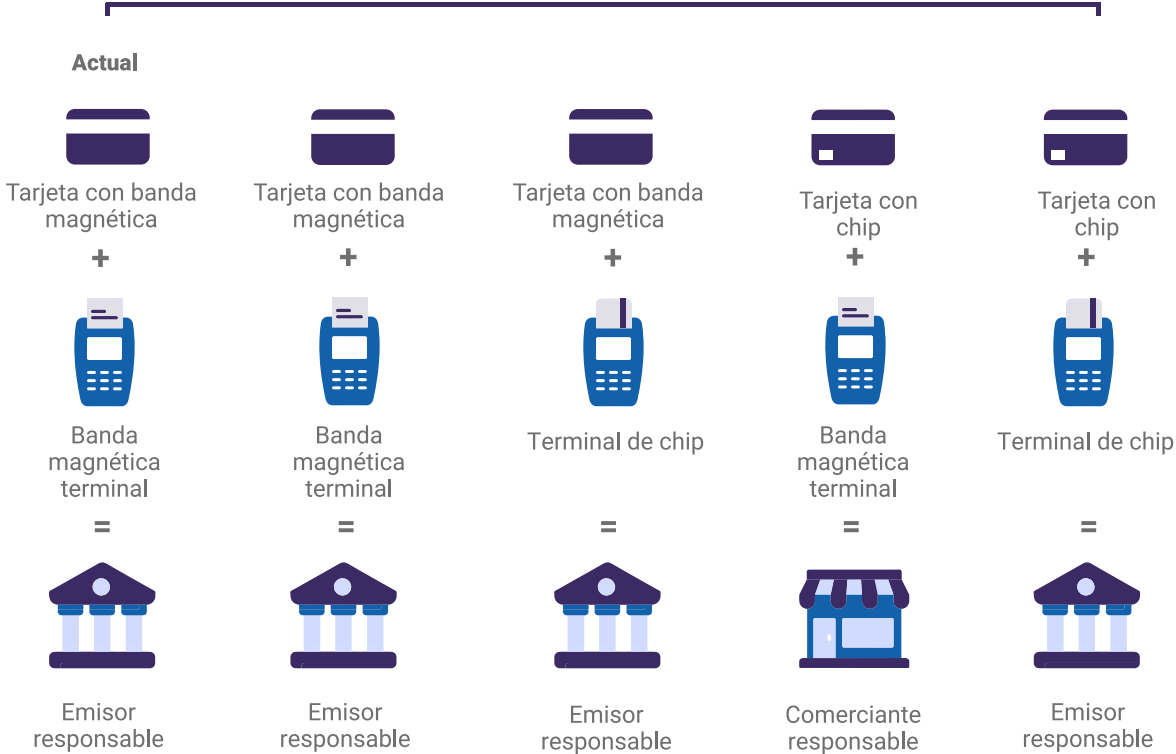 Actual
Tarjeta con banda
magnética
+
Banda
magnética
terminal
=
Emisor
responsable
Tarjeta con banda
magnética
+
Banda
magnética
terminal
=
Emisor
responsable
Tarjeta con banda
magnética
+
Terminal de chip
=
Emisor
responsable
Tarjeta con
chip
+
Banda
magnética
terminal
=
Comerciante
responsable
Tarjeta con
chip
+
Terminal de chip
=
Emisor
responsable